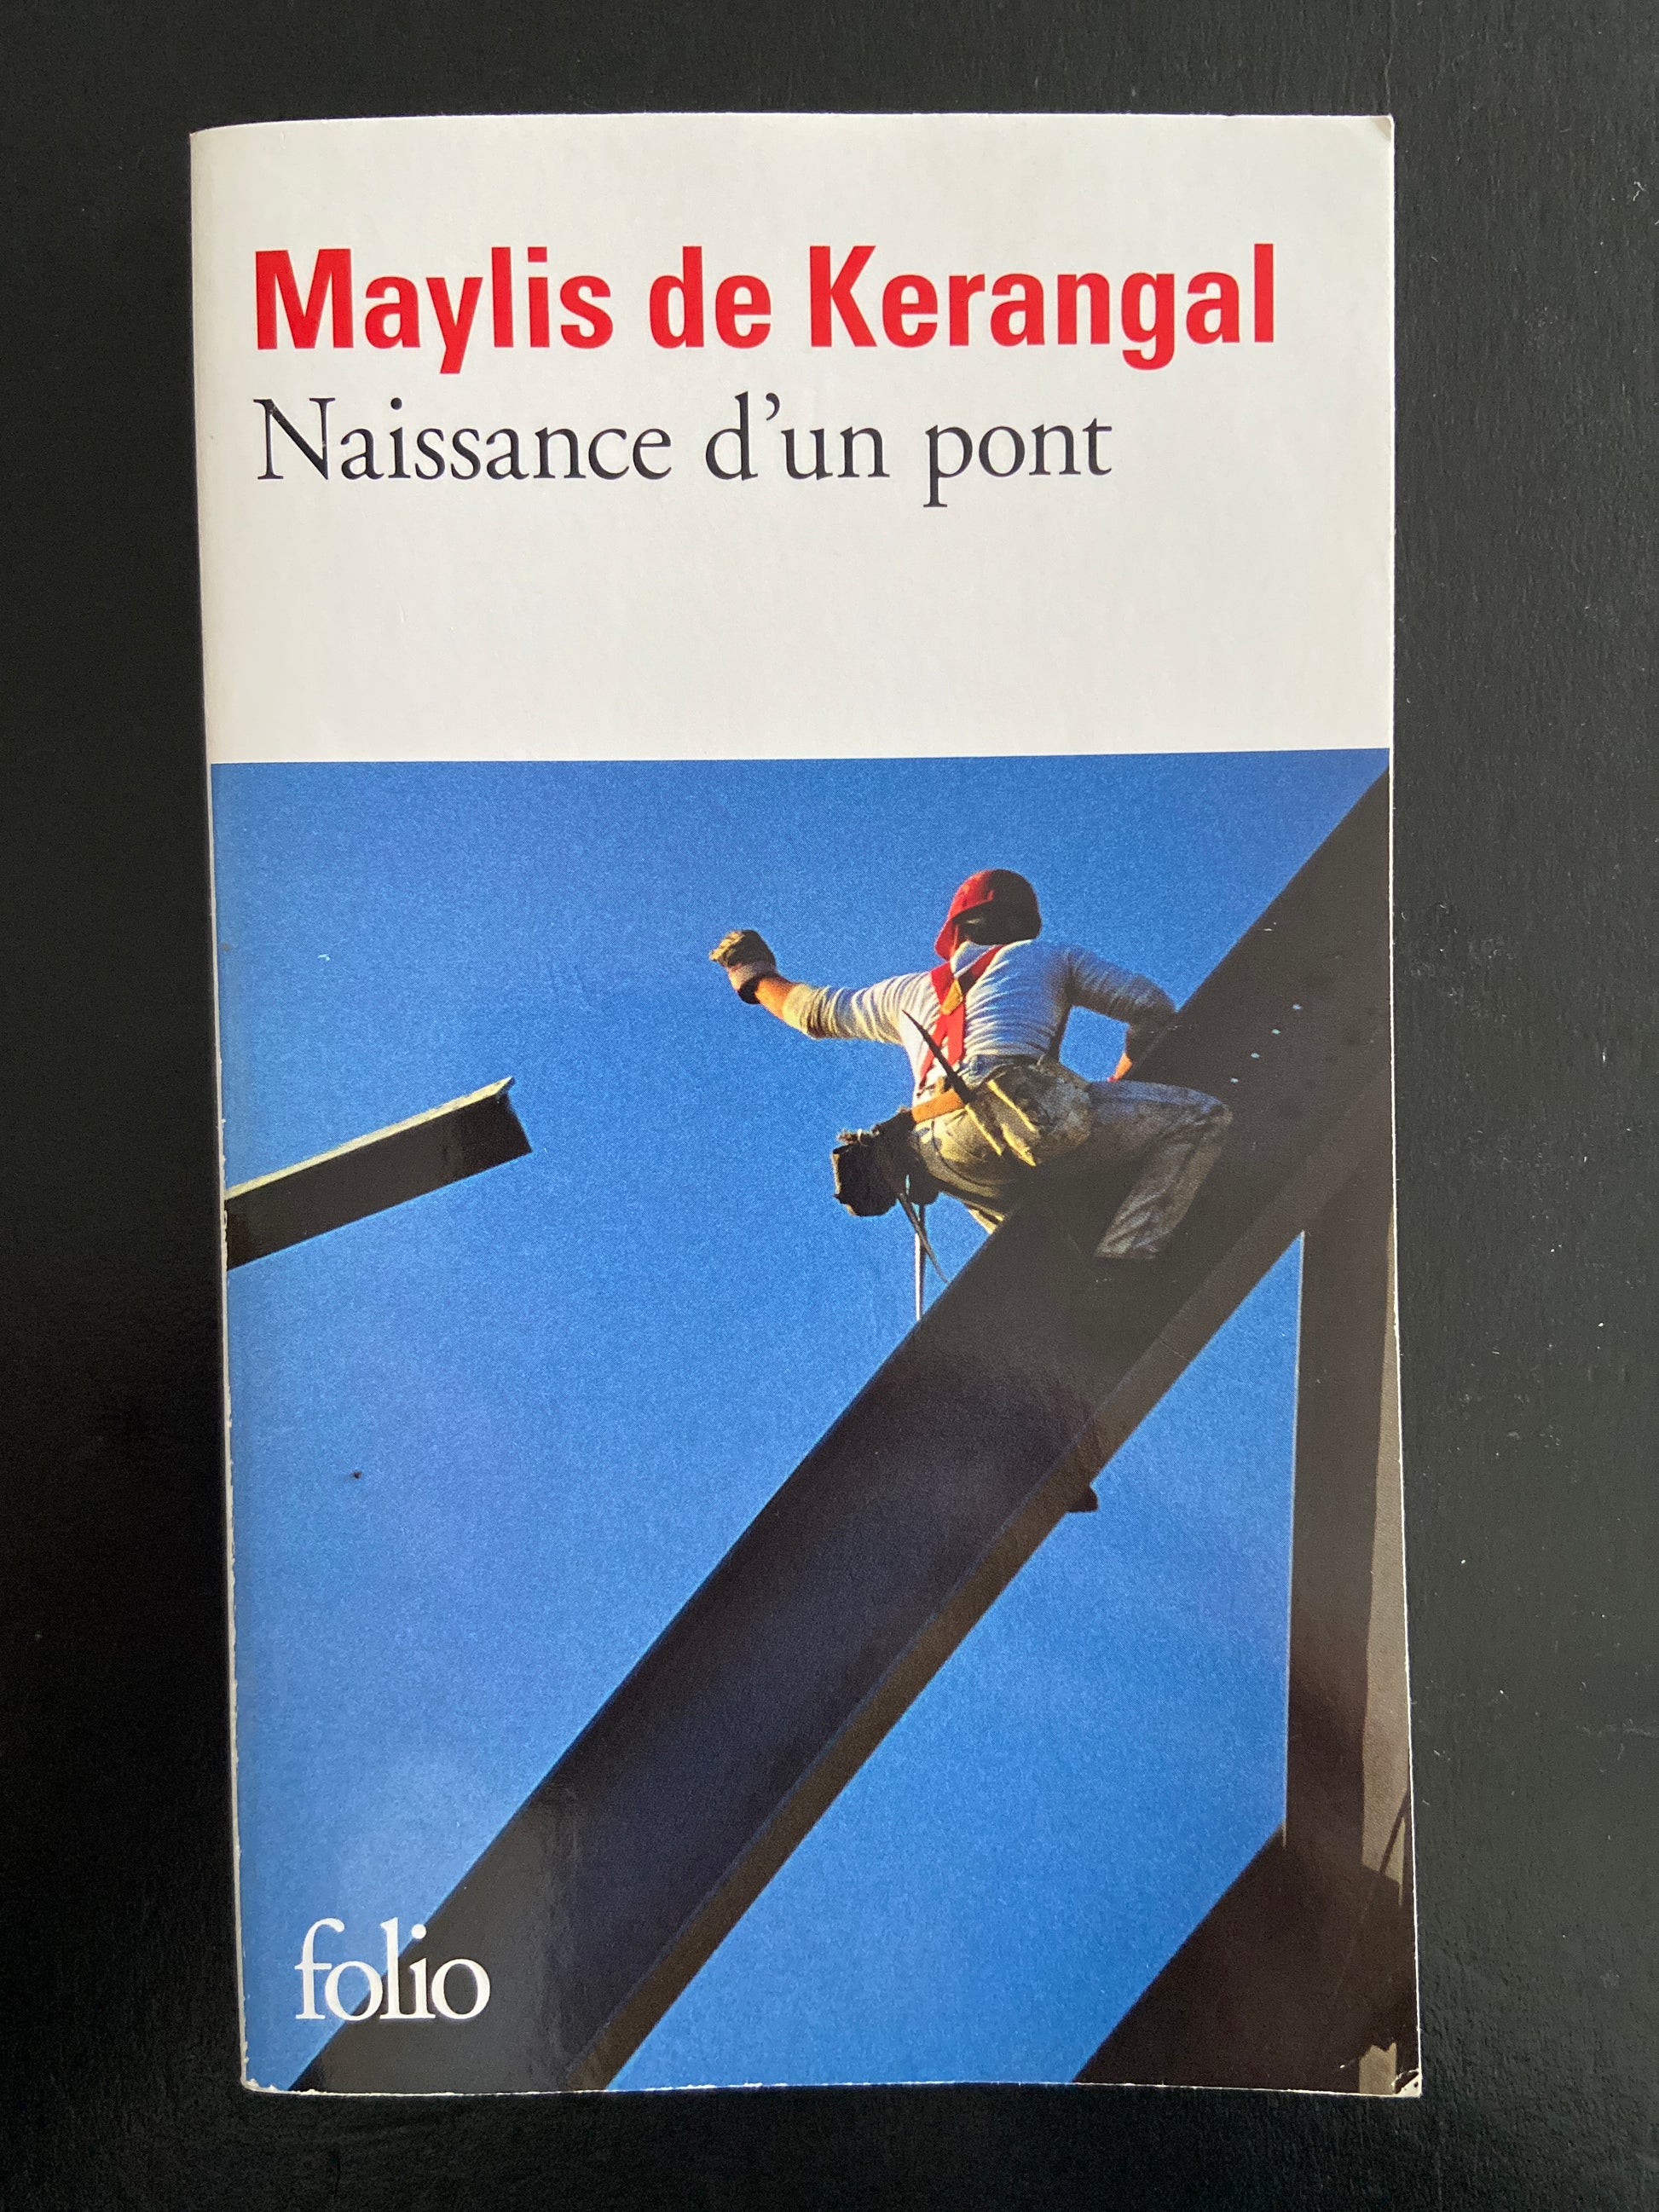 Maylis de Kerangal
Naissance d’un pont
folio